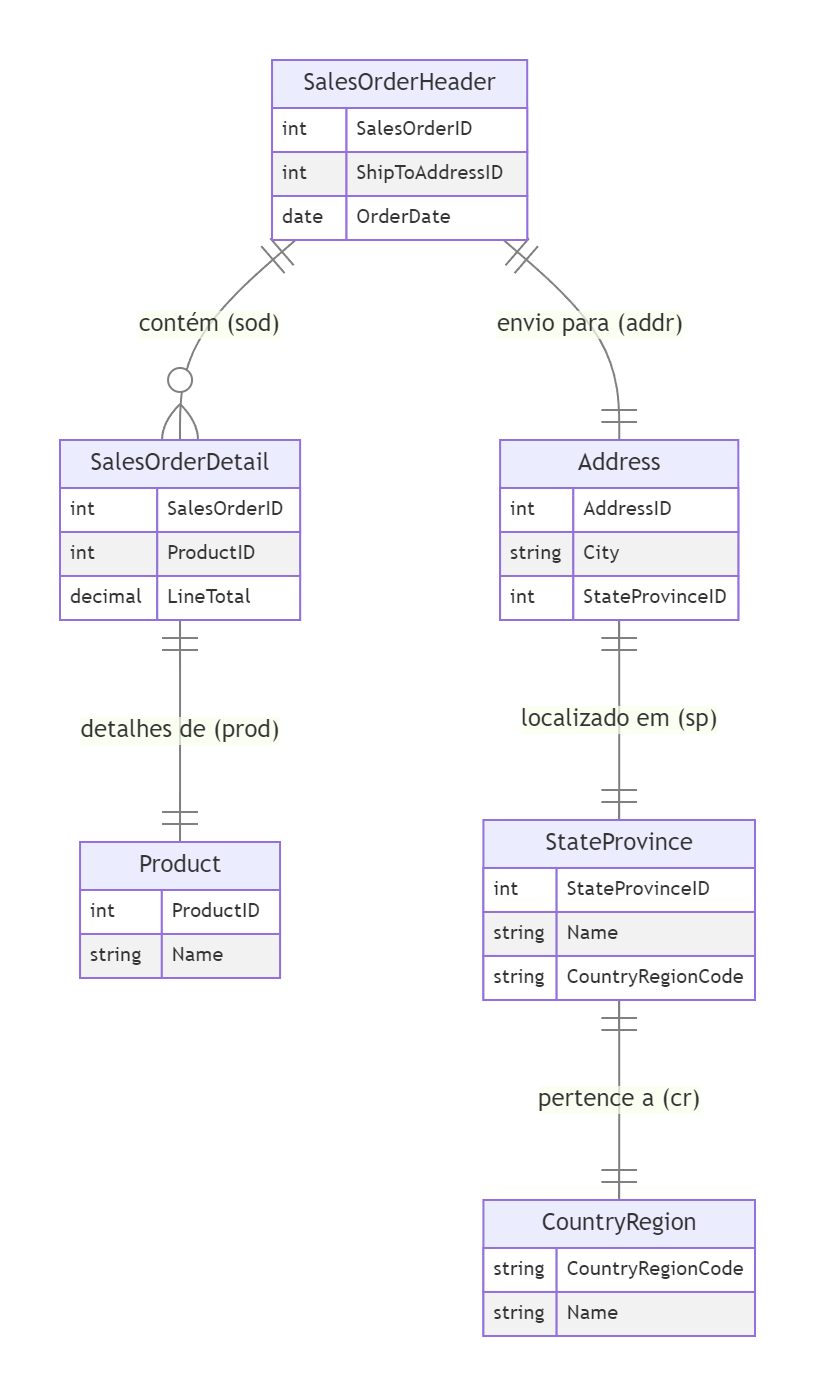 SalesOrderHeader
int SalesOrderID
int ShipToAddressID
date OrderDate
contém (sod)
envio para (addr)
SalesOrderDetail
int SalesOrderID
int ProductID
decimal LineTotal
Address
int AddressID
string City
int StateProvinceID
detalhes de (prod)
localizado em (sp)
Product
int ProductID
string Name
StateProvince
int StateProvinceID
string Name
string CountryRegionCode
pertence a (cr)
CountryRegion
string CountryRegionCode
string Name